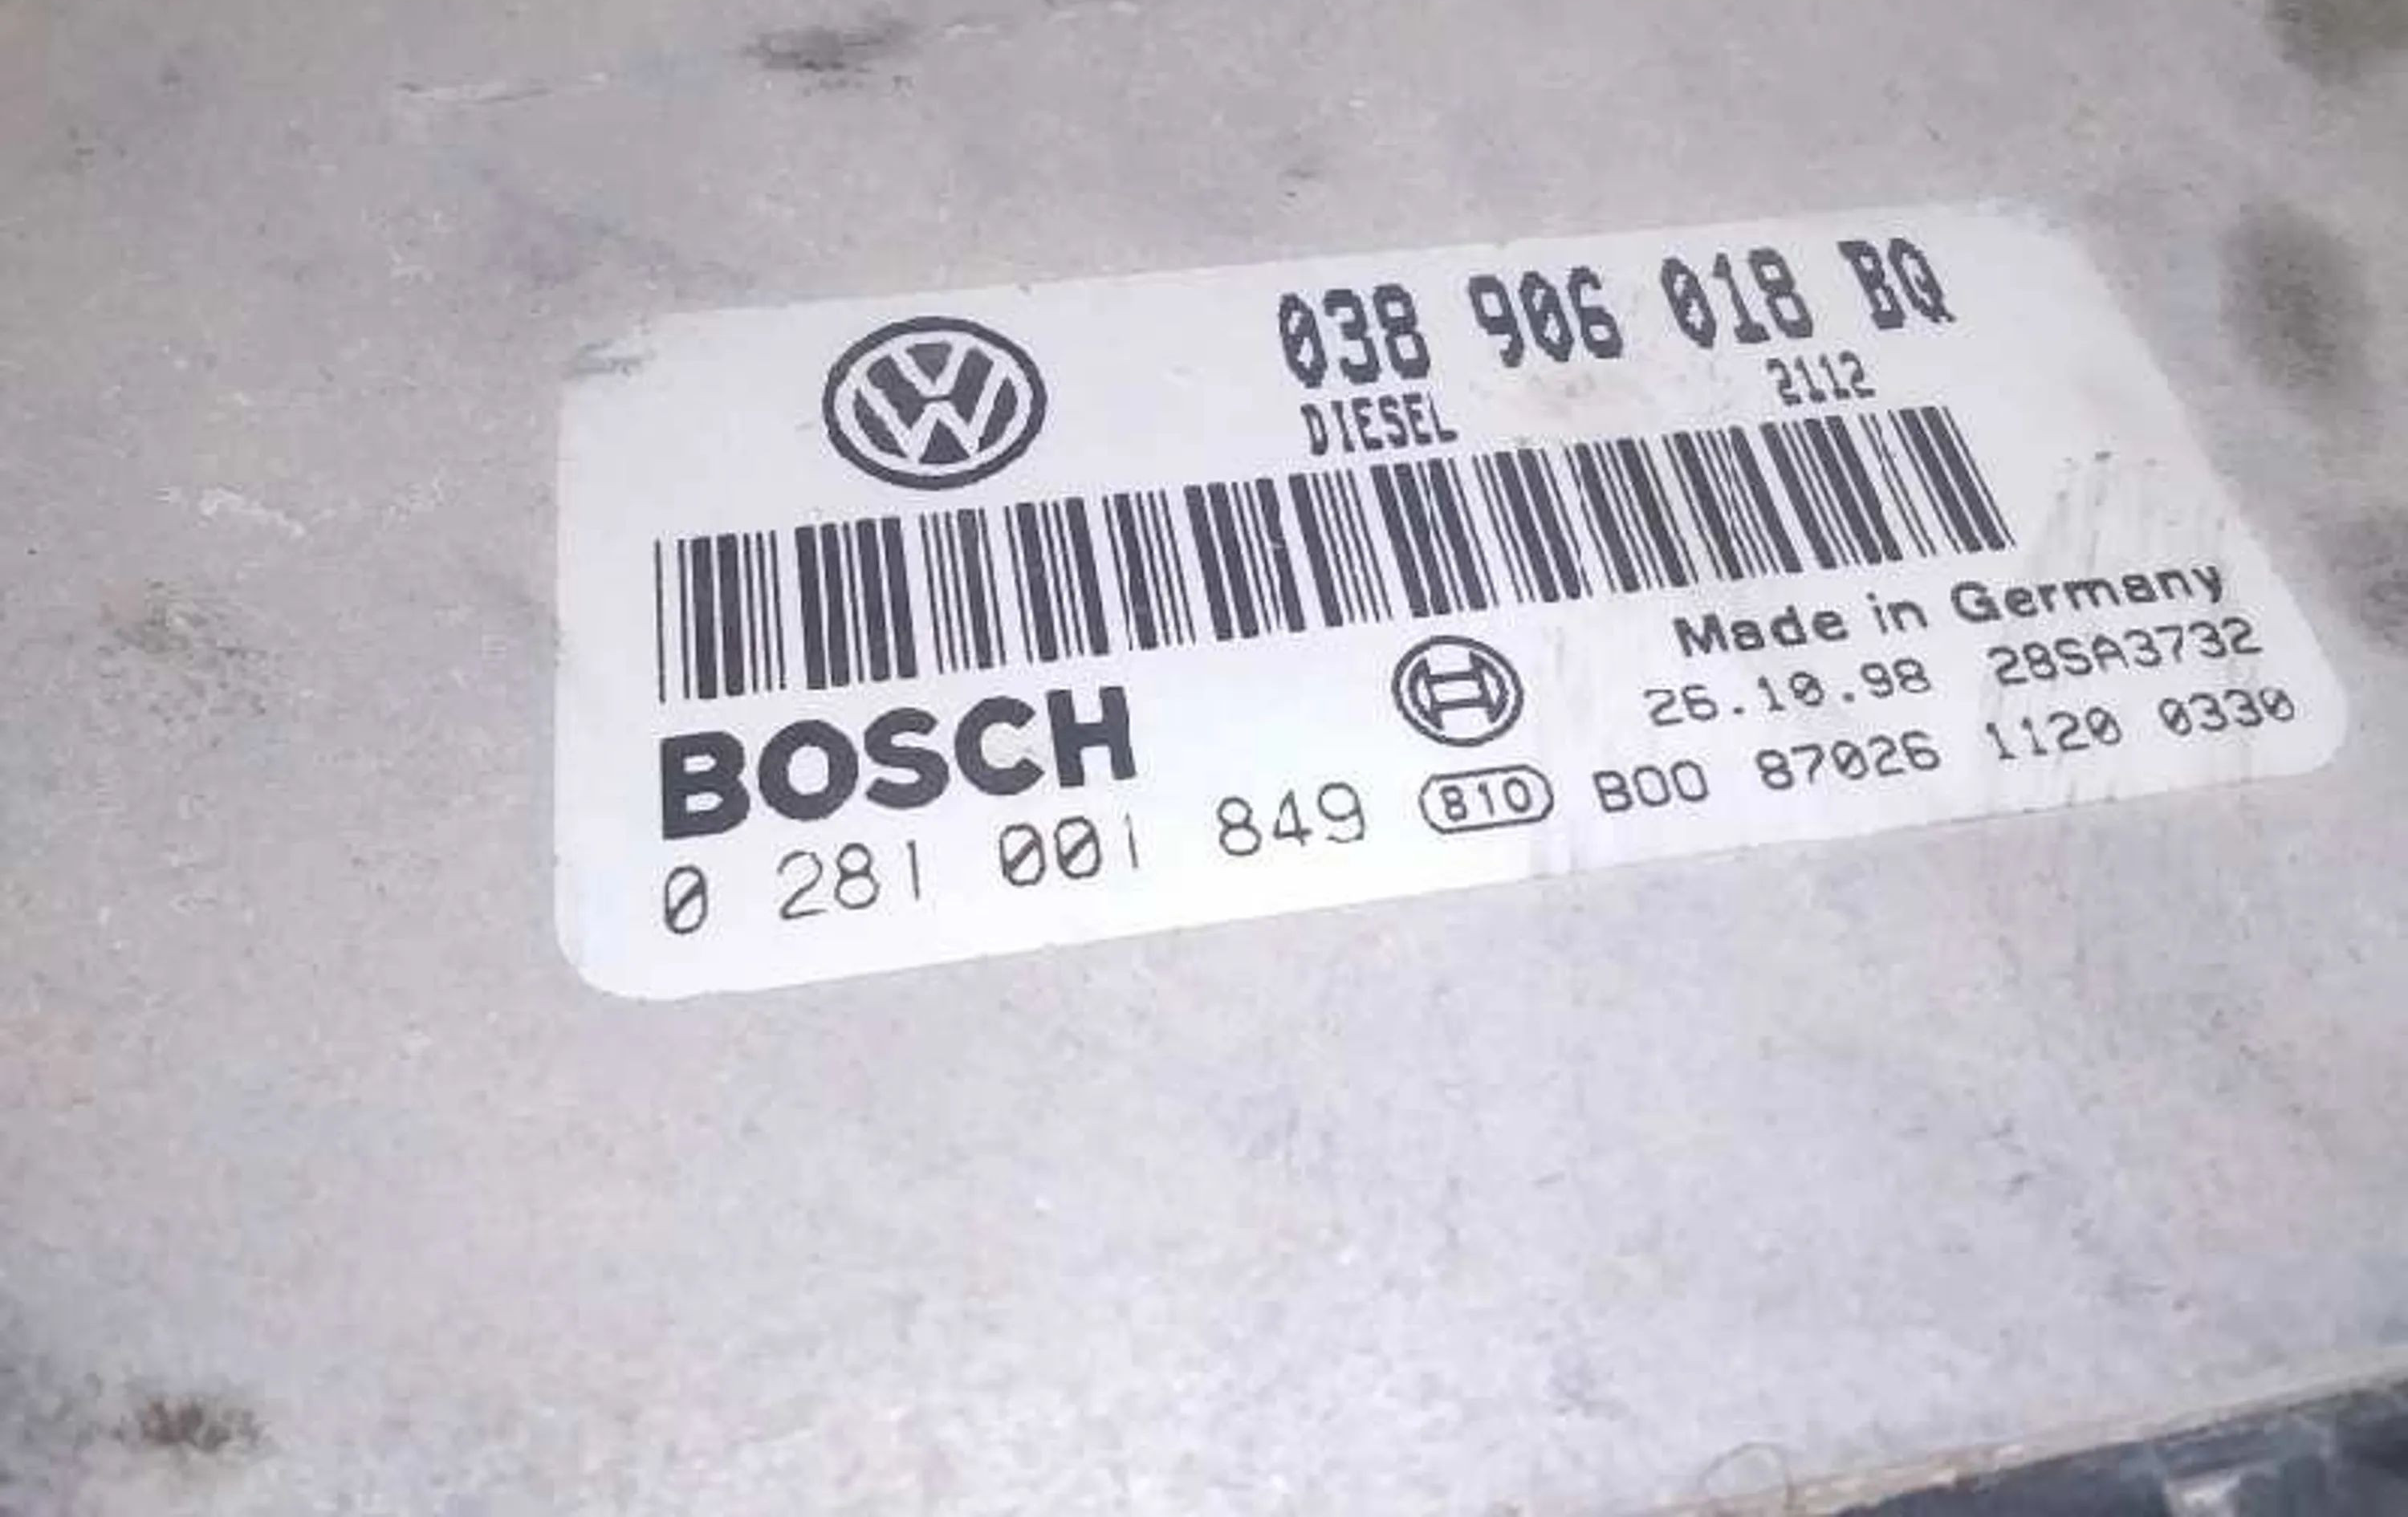 038 906 018 BQ
DIESEL 2112
Made in Germany
BOSCH 26.10.98 28SA3732
0 281 001 849 810 B00 87026 1120 0330